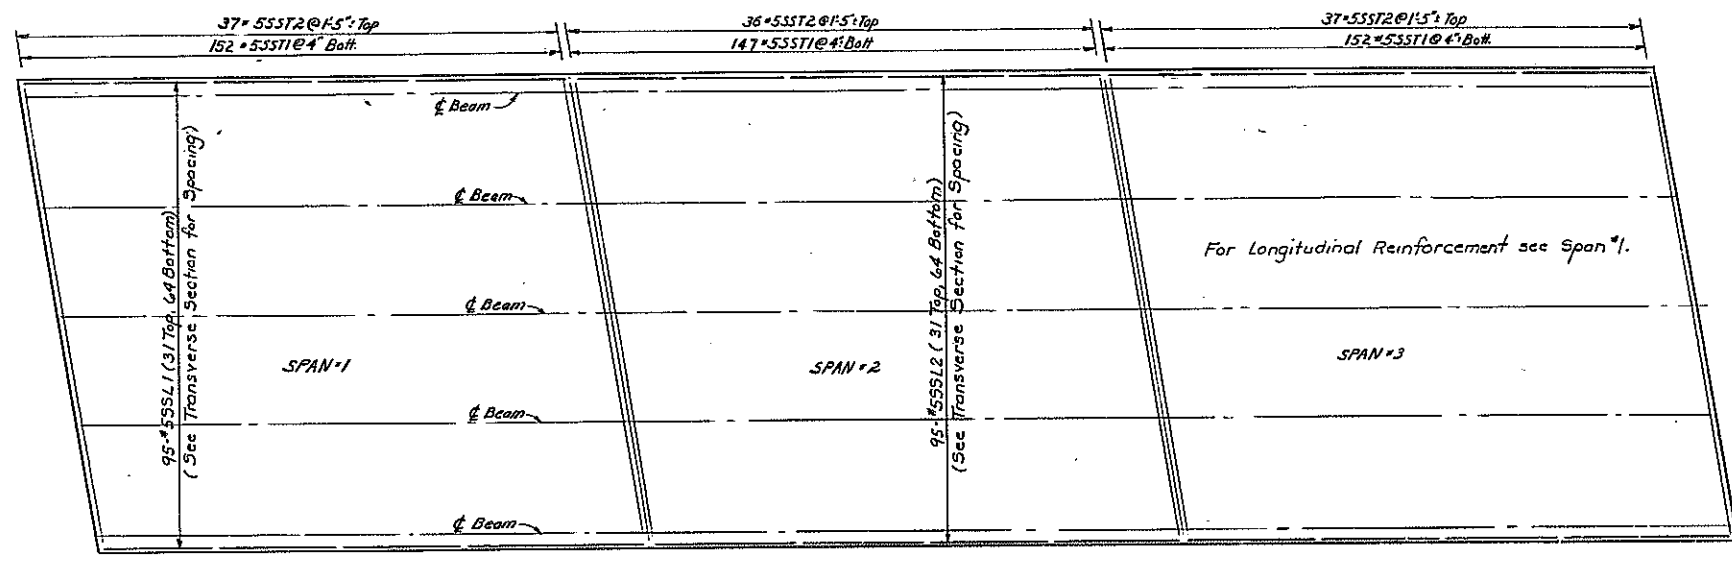 37 #5SST2@1'-5"± Top
36 #5SST2@1'-5"± Top
37 #5SST2@1'-5"± Top
152 #5SST1@4" Bott.
147 #5SST1@4"± Bott
152 #5SST1@4"± Bott.
℄ Beam
℄ Beam
℄ Beam
℄ Beam
℄ Beam
95-#5SSL1 (31 Top, 64 Bottom)
(See Transverse Section for Spacing)
95-#5SSL2 (31 Top, 64 Bottom)
(See Transverse Section for Spacing)
For Longitudinal Reinforcement see Span #1.
SPAN #1
SPAN #2
SPAN #3